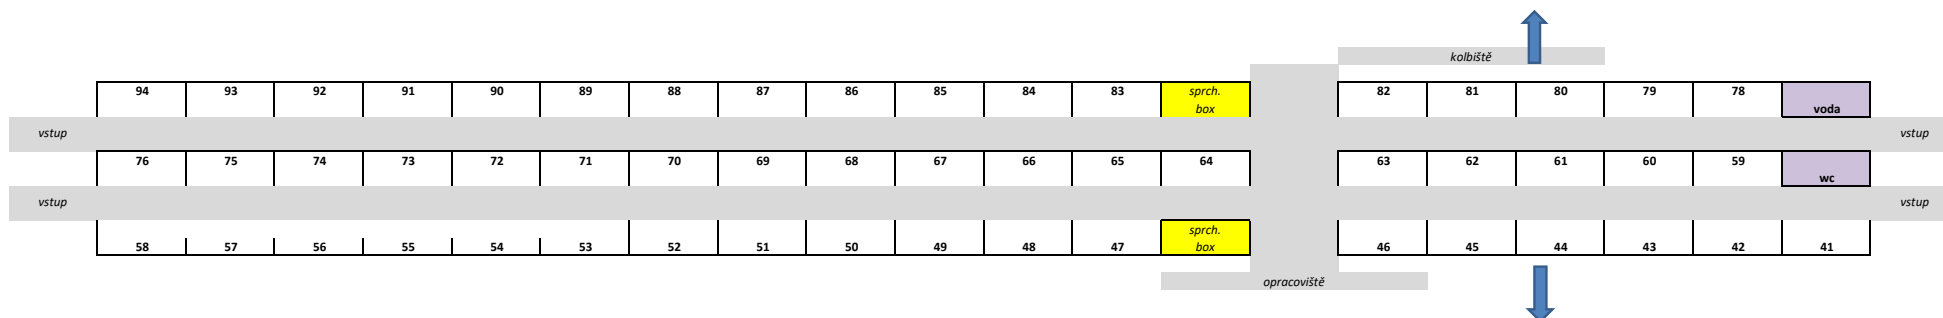 kolbiště
94 93 92 91 90 89 88 87 86 85 84 83 sprch. 82 81 80 79 78
box voda
vstup vstup
76 75 74 73 72 71 70 69 68 67 66 65 64 63 62 61 60 59
wc
vstup vstup
sprch.
58 57 56 55 54 53 52 51 50 49 48 47 box 46 45 44 43 42 41
opracoviště